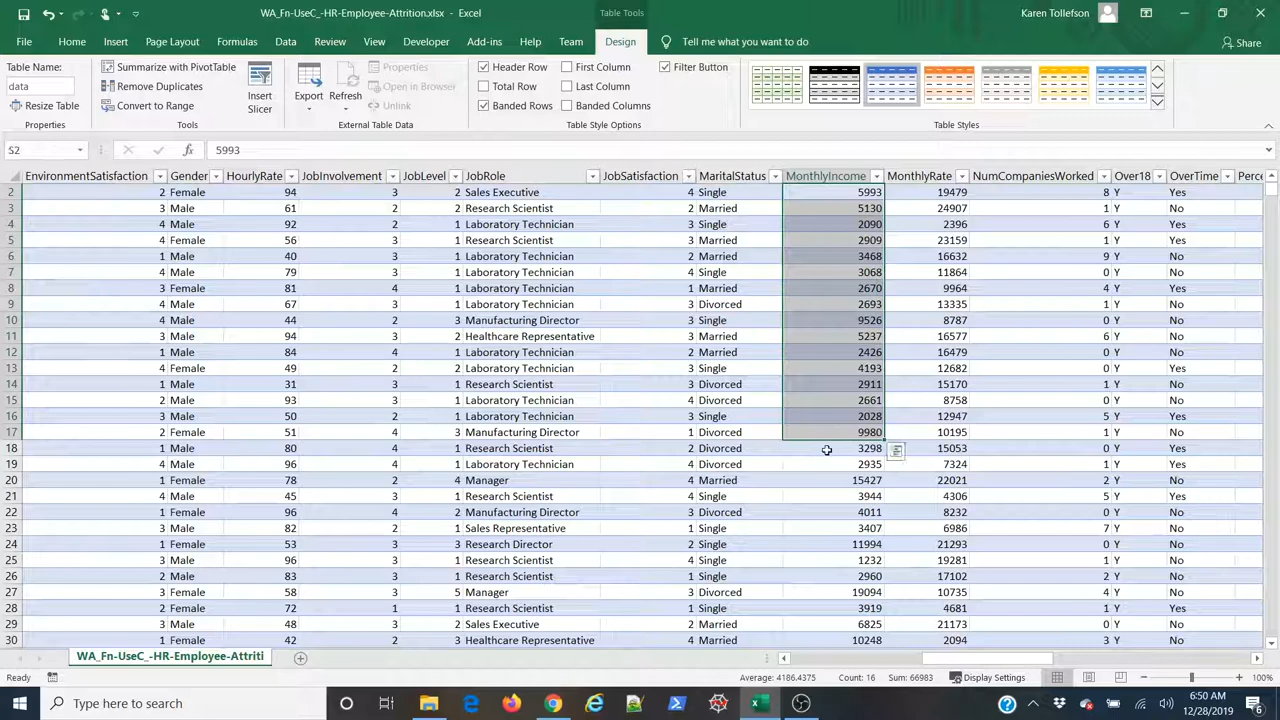 WA_Fn-UseC_-HR-Employee-Attrition.xlsx - Excel
Table Tools
Karen Tollefson
File Home Insert Page Layout Formulas Data Review View Developer Add-ins Help Team Design Tell me what you want to do Share
Table Name:
data
Resize Table
Properties
Summarize with PivotTable
Remove Duplicates
Convert to Range
Insert
Slicer
Tools
Export
Refresh
Properties
Open in Browser
Unlink
External Table Data
Header Row First Column Filter Button
Total Row Last Column
Banded Rows Banded Columns
Table Style Options
Table Styles
S2 fx 5993
EnvironmentSatisfaction Gender HourlyRate JobInvolvement JobLevel JobRole JobSatisfaction MaritalStatus MonthlyIncome MonthlyRate NumCompaniesWorked Over18 OverTime Perce
2 2 Female 94 3 2 Sales Executive 4 Single 5993 19479 8 Y Yes
3 3 Male 61 2 2 Research Scientist 2 Married 5130 24907 1 Y No
4 4 Male 92 2 1 Laboratory Technician 3 Single 2090 2396 6 Y Yes
5 4 Female 56 3 1 Research Scientist 3 Married 2909 23159 1 Y Yes
6 1 Male 40 3 1 Laboratory Technician 2 Married 3468 16632 9 Y No
7 4 Male 79 3 1 Laboratory Technician 4 Single 3068 11864 0 Y No
8 3 Female 81 4 1 Laboratory Technician 1 Married 2670 9964 4 Y Yes
9 4 Male 67 3 1 Laboratory Technician 3 Divorced 2693 13335 1 Y No
10 4 Male 44 2 3 Manufacturing Director 3 Single 9526 8787 0 Y No
11 3 Male 94 3 2 Healthcare Representative 3 Married 5237 16577 6 Y No
12 1 Male 84 4 1 Laboratory Technician 2 Married 2426 16479 0 Y No
13 4 Female 49 2 2 Laboratory Technician 3 Single 4193 12682 0 Y Yes
14 1 Male 31 3 1 Research Scientist 3 Divorced 2911 15170 1 Y No
15 2 Male 93 3 1 Laboratory Technician 4 Divorced 2661 8758 0 Y No
16 3 Male 50 2 1 Laboratory Technician 3 Single 2028 12947 5 Y Yes
17 2 Female 51 4 3 Manufacturing Director 1 Divorced 9980 10195 1 Y No
18 1 Male 80 4 1 Research Scientist 2 Divorced 3298 15053 0 Y Yes
19 4 Male 96 4 1 Laboratory Technician 4 Divorced 2935 7324 1 Y Yes
20 1 Female 78 2 4 Manager 4 Married 15427 22021 2 Y No
21 4 Male 45 3 1 Research Scientist 4 Single 3944 4306 5 Y Yes
22 1 Female 96 4 2 Manufacturing Director 3 Divorced 4011 8232 0 Y No
23 3 Male 82 2 1 Sales Representative 1 Single 3407 6986 7 Y No
24 1 Female 53 3 3 Research Director 2 Single 11994 21293 0 Y No
25 3 Male 96 3 1 Research Scientist 4 Single 1232 19281 1 Y No
26 2 Male 83 3 1 Research Scientist 1 Single 2960 17102 2 Y No
27 3 Female 58 3 5 Manager 3 Divorced 19094 10735 4 Y No
28 2 Female 72 1 1 Research Scientist 1 Single 3919 4681 1 Y Yes
29 3 Male 48 3 2 Sales Executive 2 Married 6825 21173 0 Y No
30 1 Female 42 2 3 Healthcare Representative 4 Married 10248 2094 3 Y No
WA_Fn-UseC_-HR-Employee-Attriti
Ready Average: 4186.4375 Count: 16 Sum: 66983 Display Settings 100%
Type here to search
6:50 AM
12/28/2019